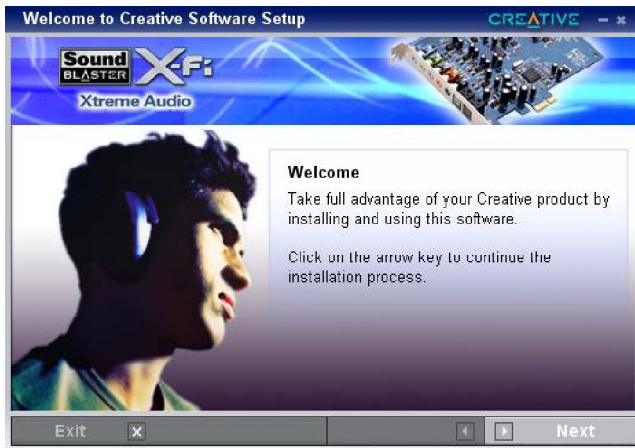 Welcome to Creative Software Setup
CREATIVE
Sound
BLASTER
X-Fi
Xtreme Audio
Welcome
Take full advantage of your Creative product by
installing and using this software.
Click on the arrow key to continue the
installation process.
Exit
Next